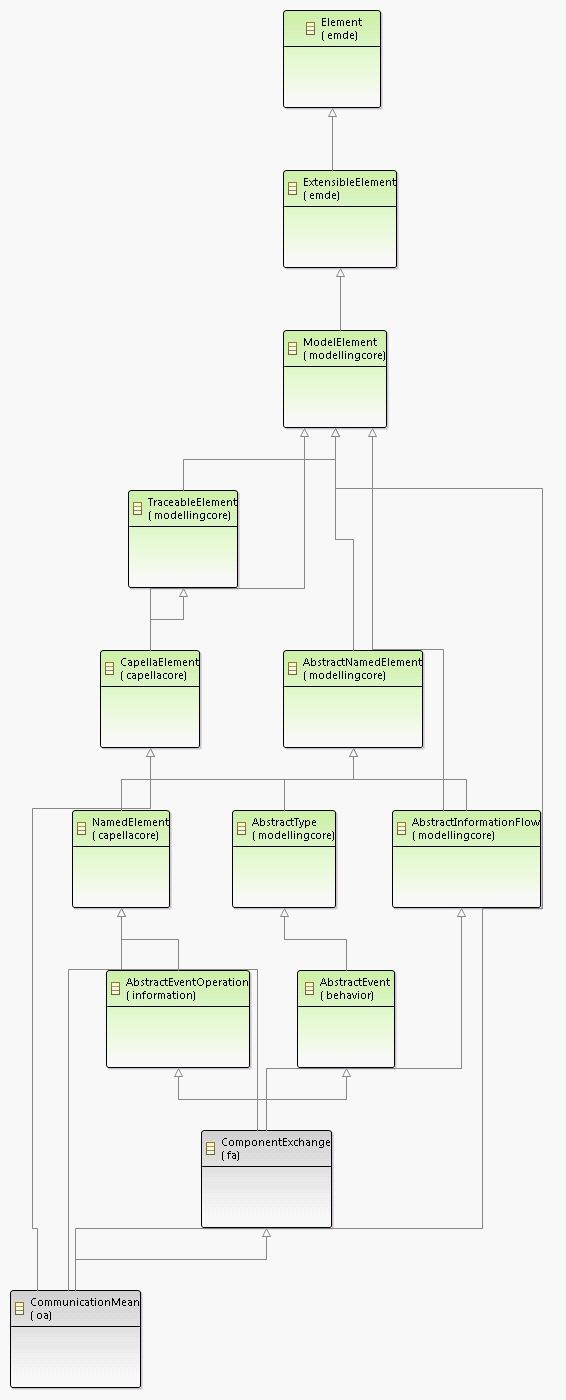 Element
( emde)
ExtensibleElement
( emde)
ModelElement
( modellingcore)
TraceableElement
( modellingcore)
CapellaElement
( capellacore)
AbstractNamedElement
( modellingcore)
NamedElement
( capellacore)
AbstractType
( modellingcore)
AbstractInformationFlow
( modellingcore)
AbstractEventOperation
( information)
AbstractEvent
( behavior)
ComponentExchange
( fa)
CommunicationMean
( oa)